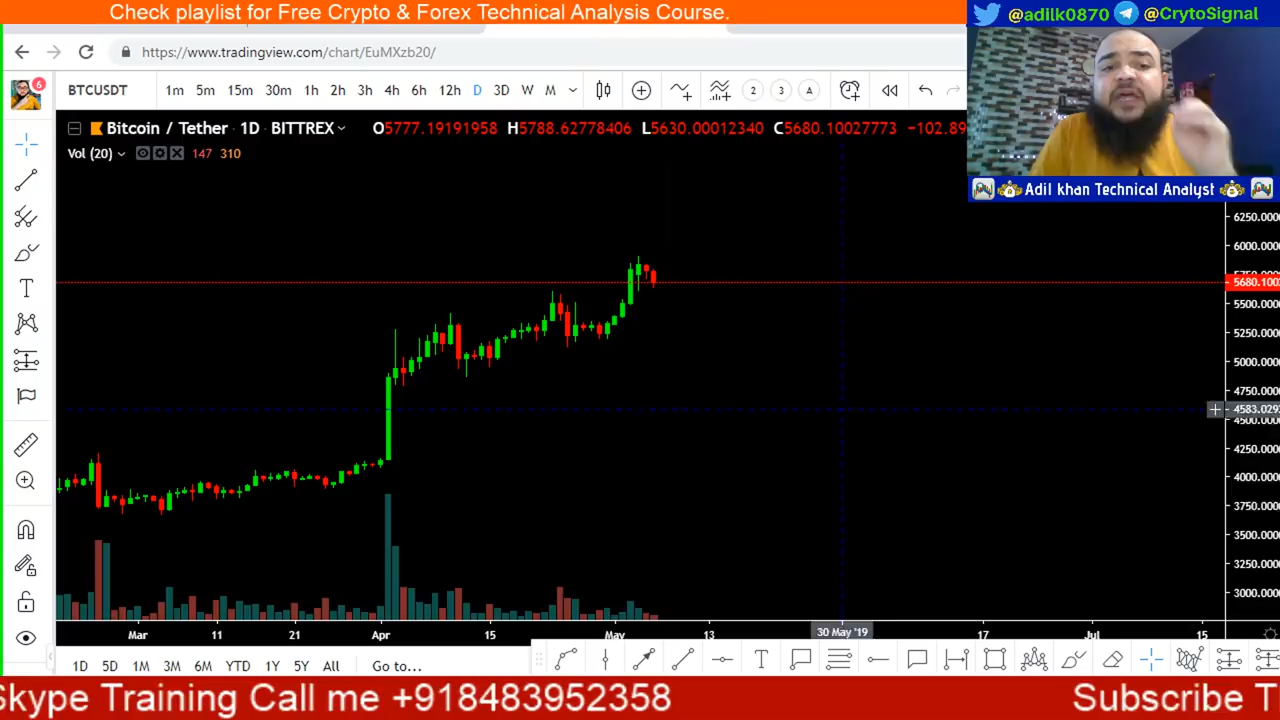 Check playlist for Free Crypto & Forex Technical Analysis Course.
@adilk0870 @CrytoSignal
https://www.tradingview.com/chart/EuMXzb20/
6
BTCUSDT 1m 5m 15m 30m 1h 2h 3h 4h 6h 12h D 3D W M 2 3 A
Bitcoin / Tether 1D BITTREX O5777.19191958 H5788.62778406 L5630.00012340 C5680.10027773 −102.89
Vol (20) 147 310
Adil khan Technical Analyst
6250.0000
6000.0000
5680.100
5500.0000
5250.0000
5000.0000
4750.0000
4583.029
4500.0000
4250.0000
4000.0000
3750.0000
3500.0000
3250.0000
3000.0000
Mar 11 21 Apr 15 May 13 30 May '19 17 Jul 15
1D 5D 1M 3M 6M YTD 1Y 5Y All Go to...
Skype Training Call me +918483952358 Subscribe T